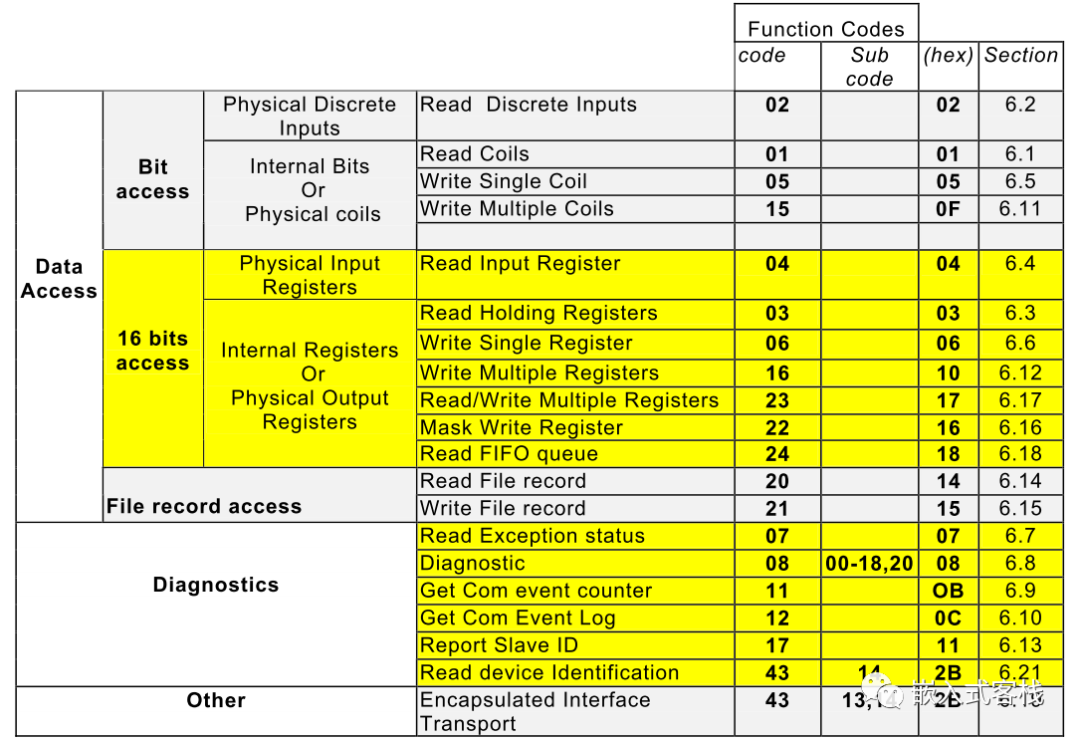 Function Codes
code Sub code (hex) Section
Data Access
Bit access
Physical Discrete Inputs
Read Discrete Inputs 02 02 6.2
Internal Bits Or Physical coils
Read Coils 01 01 6.1
Write Single Coil 05 05 6.5
Write Multiple Coils 15 0F 6.11
16 bits access
Physical Input Registers
Read Input Register 04 04 6.4
Internal Registers Or Physical Output Registers
Read Holding Registers 03 03 6.3
Write Single Register 06 06 6.6
Write Multiple Registers 16 10 6.12
Read/Write Multiple Registers 23 17 6.17
Mask Write Register 22 16 6.16
Read FIFO queue 24 18 6.18
File record access
Read File record 20 14 6.14
Write File record 21 15 6.15
Diagnostics
Read Exception status 07 07 6.7
Diagnostic 08 00-18,20 08 6.8
Get Com event counter 11 OB 6.9
Get Com Event Log 12 0C 6.10
Report Slave ID 17 11 6.13
Read device Identification 43 14 2B 6.21
Other
Encapsulated Interface Transport 43 2B
嵌入式客栈